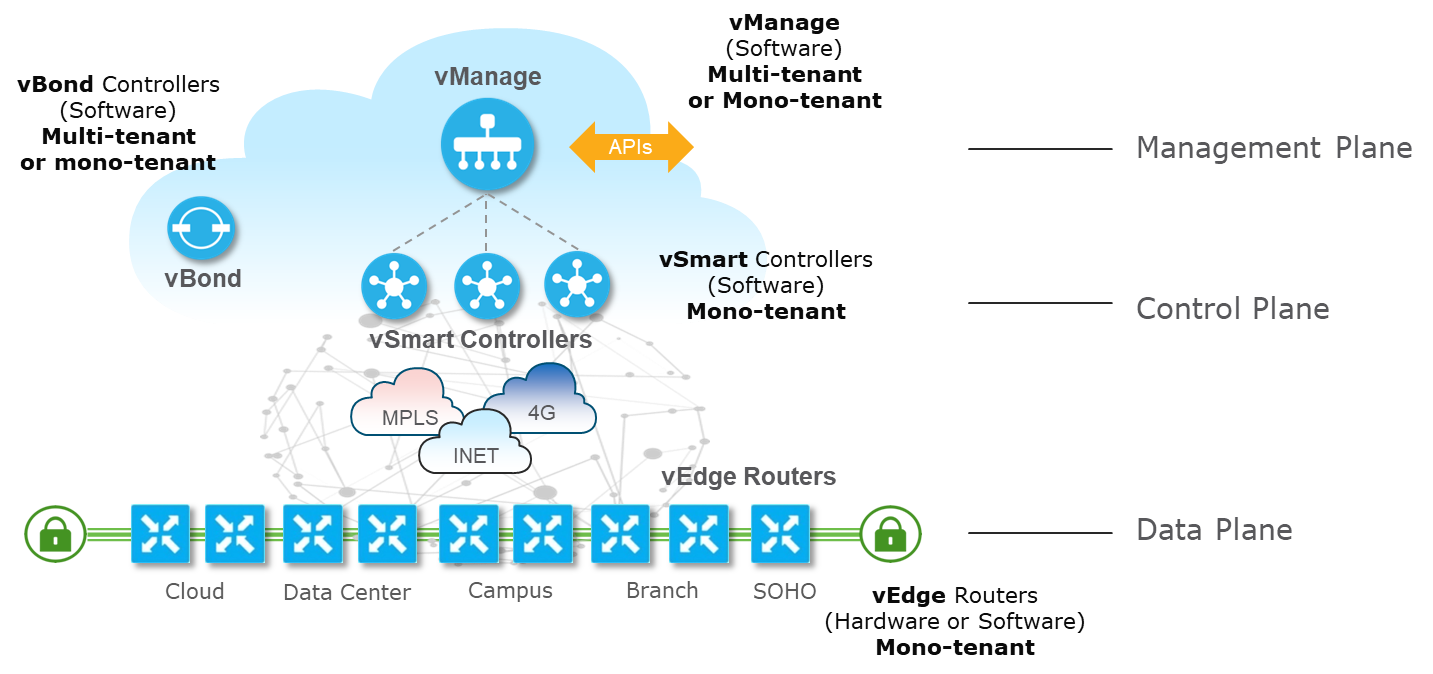 vManage
(Software)
Multi-tenant
or Mono-tenant
vBond Controllers
(Software)
Multi-tenant
or mono-tenant
vManage
APIs
Management Plane
vBond
vSmart Controllers
(Software)
Mono-tenant
Control Plane
vSmart Controllers
MPLS
4G
INET
vEdge Routers
Data Plane
Cloud
Data Center
Campus
Branch
SOHO
vEdge Routers
(Hardware or Software)
Mono-tenant